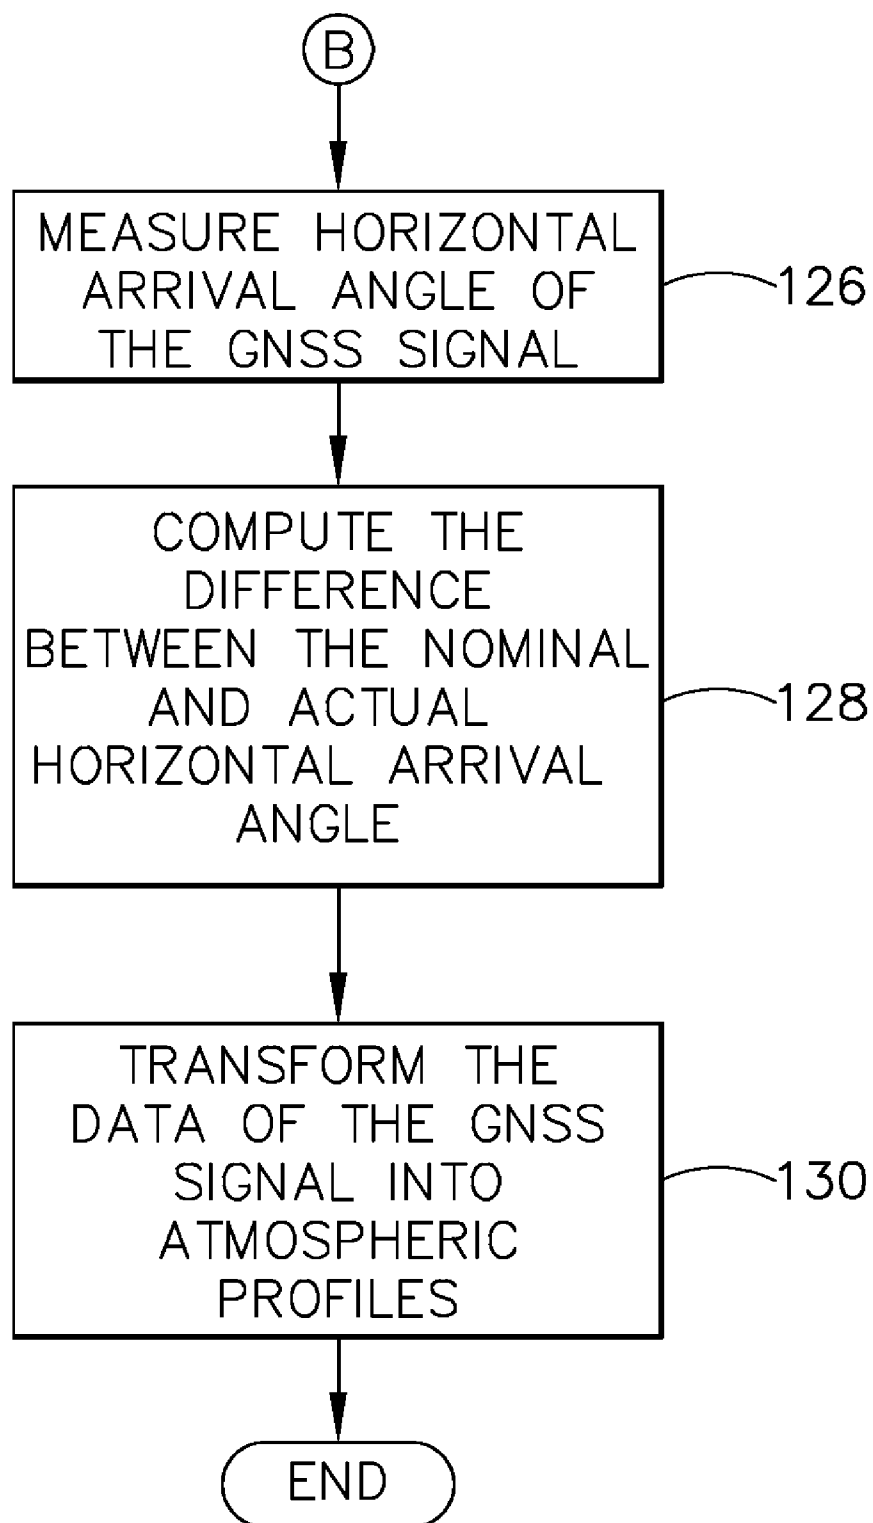 B
MEASURE HORIZONTAL
ARRIVAL ANGLE OF
THE GNSS SIGNAL
126
COMPUTE THE
DIFFERENCE
BETWEEN THE NOMINAL
AND ACTUAL
HORIZONTAL ARRIVAL
ANGLE
128
TRANSFORM THE
DATA OF THE GNSS
SIGNAL INTO
ATMOSPHERIC
PROFILES
130
END